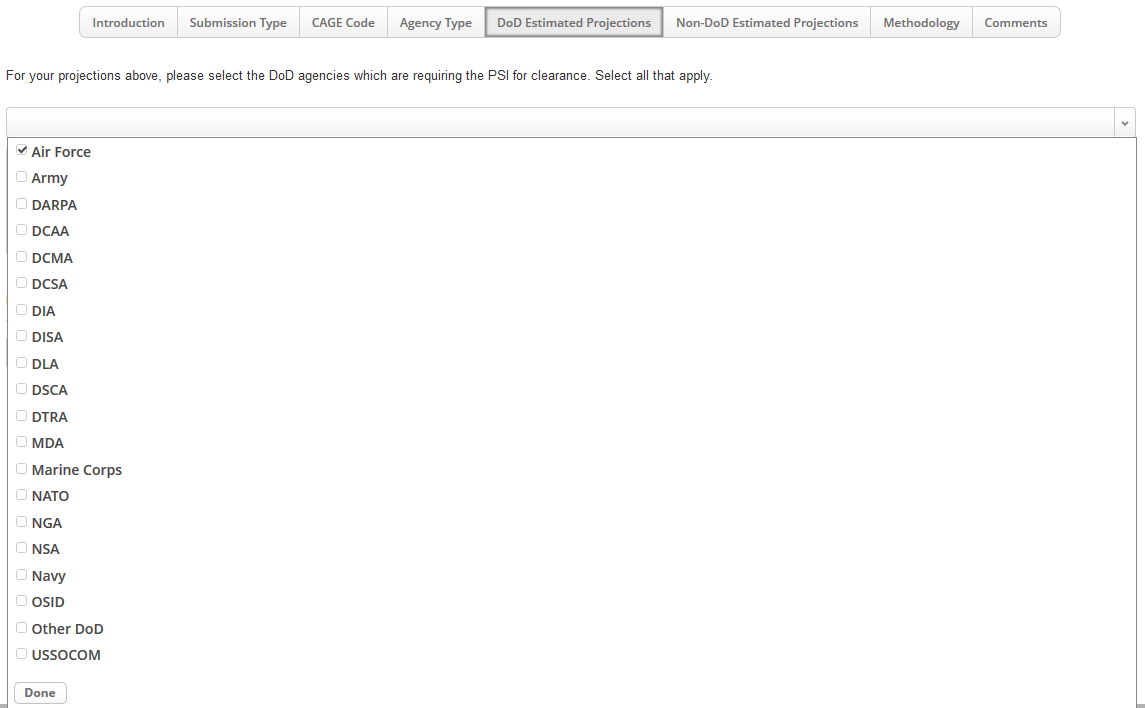 Introduction Submission Type CAGE Code Agency Type DoD Estimated Projections Non-DoD Estimated Projections Methodology Comments
For your projections above, please select the DoD agencies which are requiring the PSI for clearance. Select all that apply.
Air Force
Army
DARPA
DCAA
DCMA
DCSA
DIA
DISA
DLA
DSCA
DTRA
MDA
Marine Corps
NATO
NGA
NSA
Navy
OSID
Other DoD
USSOCOM
Done